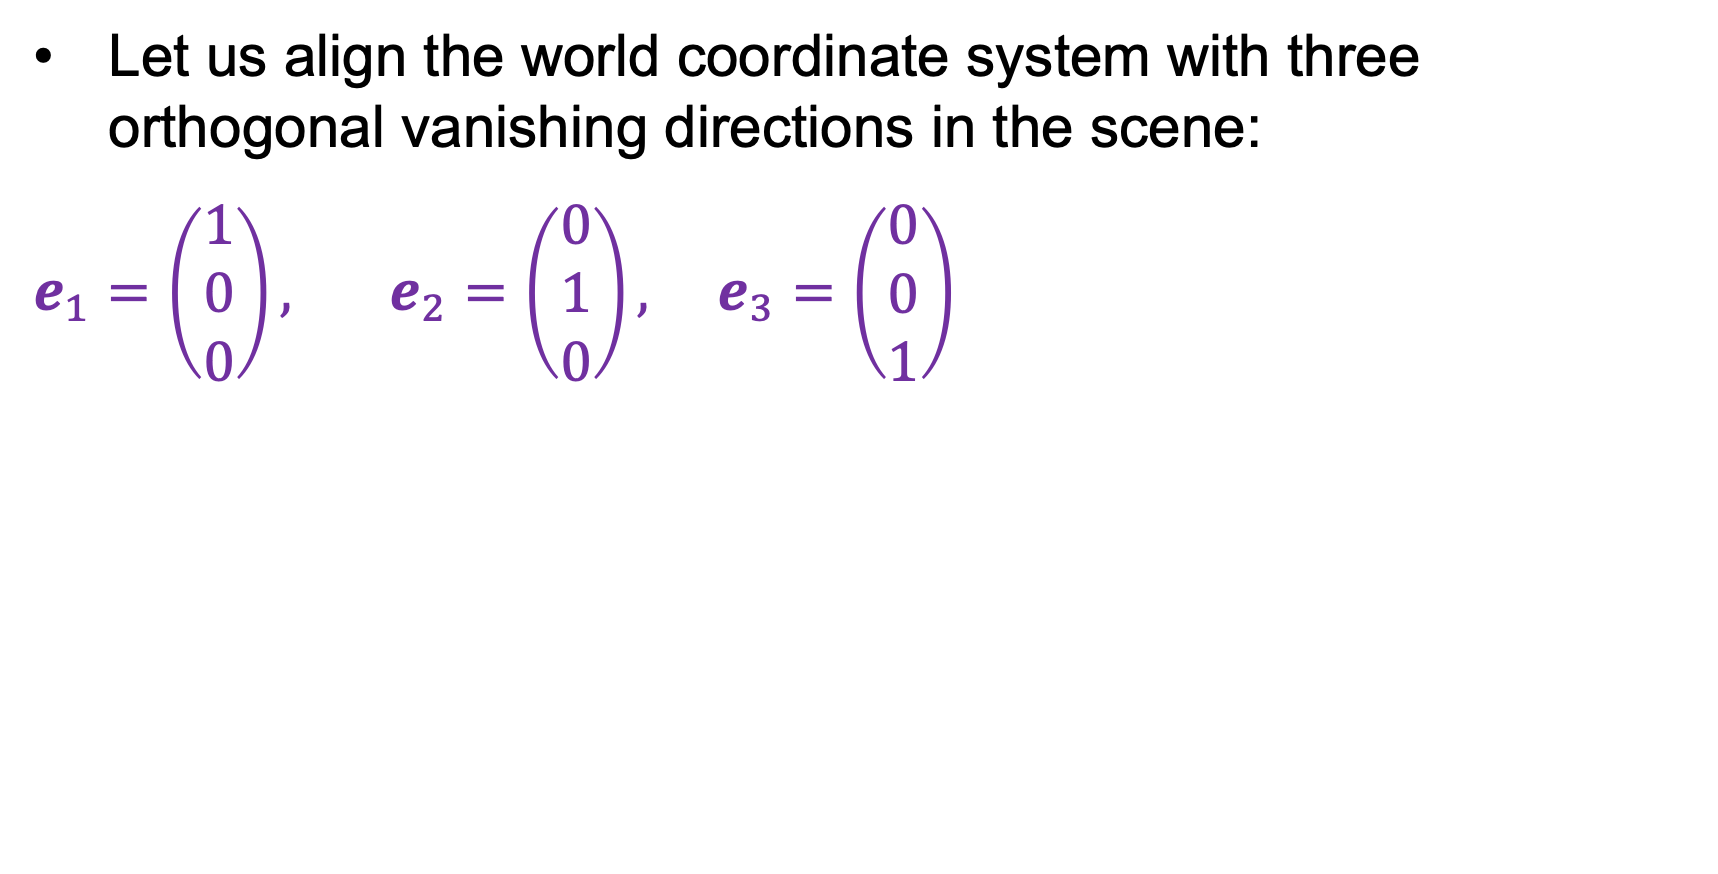 • Let us align the world coordinate system with three
orthogonal vanishing directions in the scene:
e₁ = (1 0 0), e₂ = (0 1 0), e₃ = (0 0 1)